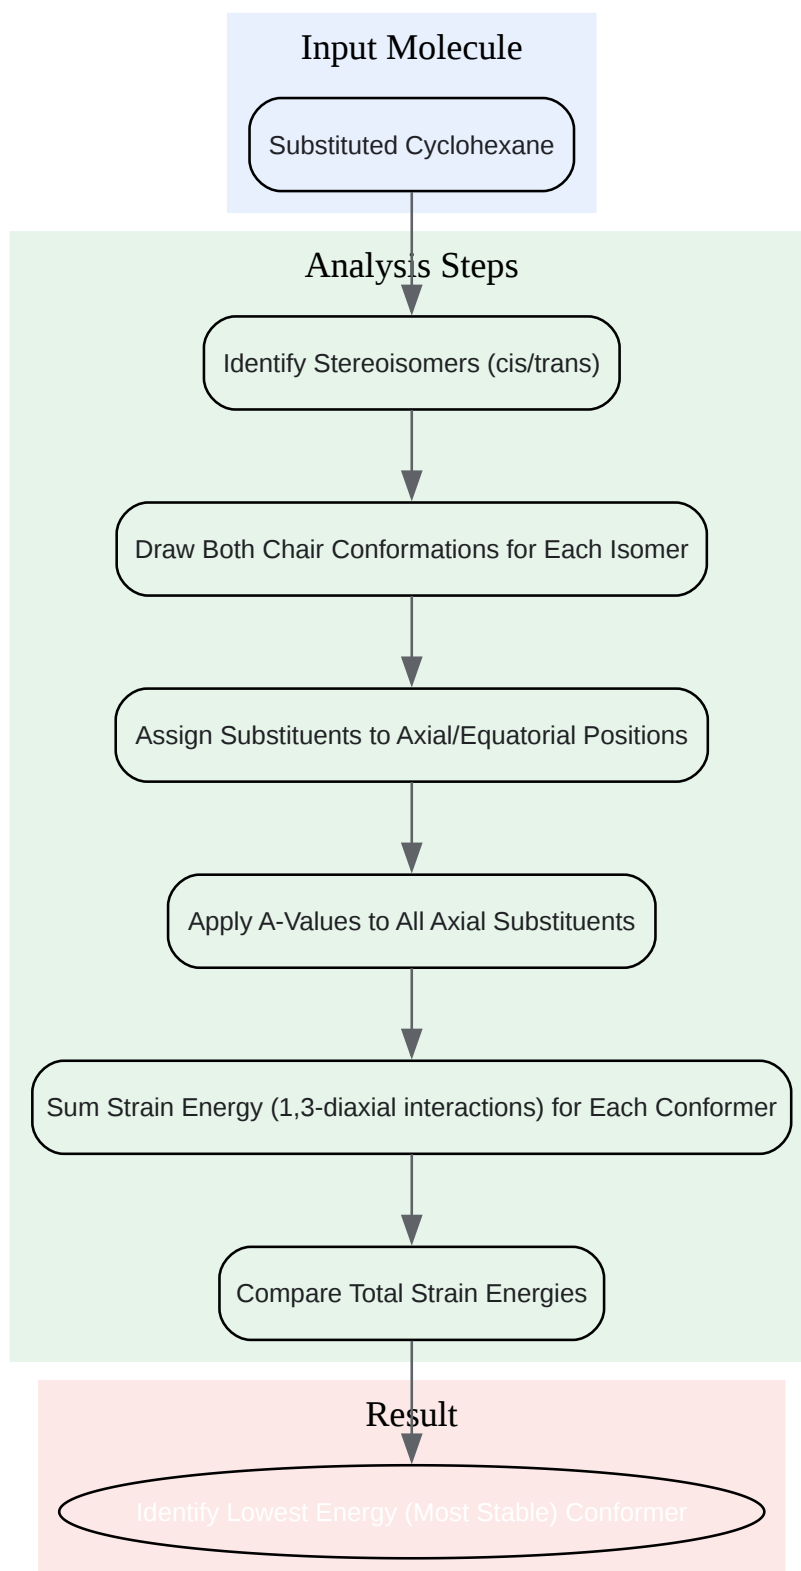 Input Molecule
Substituted Cyclohexane
Analysis Steps
Identify Stereoisomers (cis/trans)
Draw Both Chair Conformations for Each Isomer
Assign Substituents to Axial/Equatorial Positions
Apply A-Values to All Axial Substituents
Sum Strain Energy (1,3-diaxial interactions) for Each Conformer
Compare Total Strain Energies
Result
Identify Lowest Energy (Most Stable) Conformer